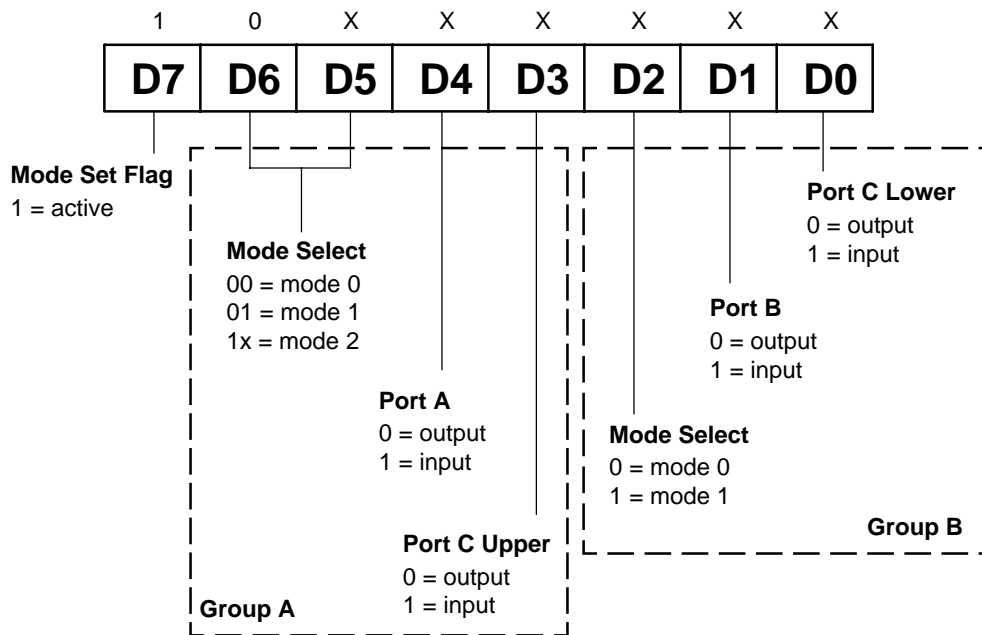 1 0 X X X X X X
D7 D6 D5 D4 D3 D2 D1 D0
Mode Set Flag
1 = active
Mode Select
00 = mode 0
01 = mode 1
1x = mode 2
Port A
0 = output
1 = input
Port C Upper
0 = output
1 = input
Group A
Port C Lower
0 = output
1 = input
Port B
0 = output
1 = input
Mode Select
0 = mode 0
1 = mode 1
Group B